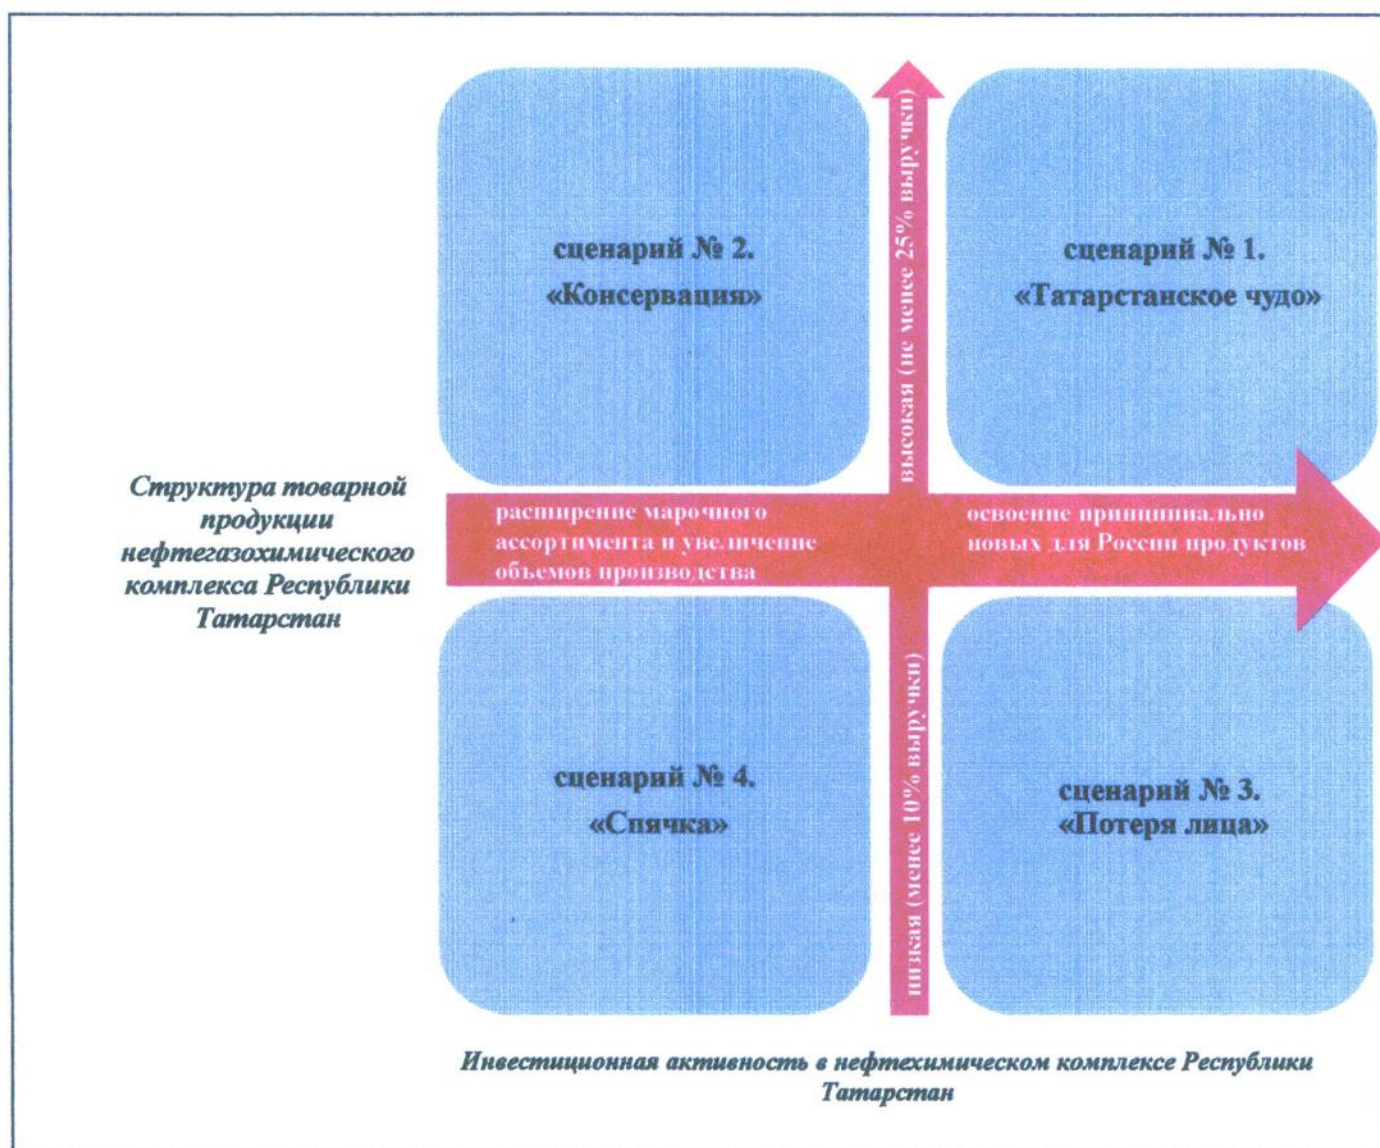 сценарий № 2.
«Консервация»
высокая (не менее 25% выручки)
сценарий № 1.
«Татарстанское чудо»
Структура товарной
продукции
нефтегазохимического
комплекса Республики
Татарстан
расширение марочного
ассортимента и увеличение
объемов производства
освоение принципиально
новых для России продуктов
сценарий № 4.
«Спячка»
низкая (менее 10% выручки)
сценарий № 3.
«Потеря лица»
Инвестиционная активность в нефтехимическом комплексе Республики
Татарстан